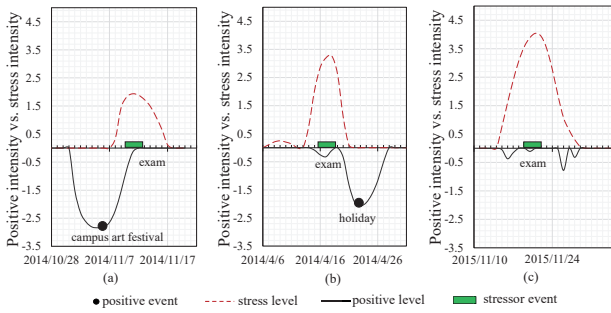 (a)
(b)
(c)
Positive intensity vs. stress intensity
4.5
3.5
2.5
1.5
0.5
-0.5
-1.5
-2.5
-3.5
exam
campus art festival
2014/10/28 2014/11/7 2014/11/17
(a)
Positive intensity vs. stress intensity
4.5
3.5
2.5
1.5
0.5
-0.5
-1.5
-2.5
-3.5
exam
holiday
2014/4/6 2014/4/16 2014/4/26
(b)
Positive intensity vs. stress intensity
4.5
3.5
2.5
1.5
0.5
-0.5
-1.5
-2.5
-3.5
exam
2015/11/10 2015/11/24
(c)
positive event stress level positive level stressor event